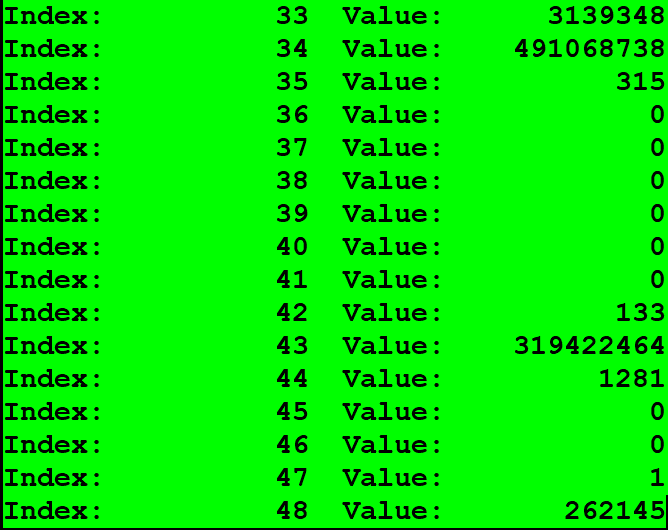 Index: 33 Value: 3139348
Index: 34 Value: 491068738
Index: 35 Value: 315
Index: 36 Value: 0
Index: 37 Value: 0
Index: 38 Value: 0
Index: 39 Value: 0
Index: 40 Value: 0
Index: 41 Value: 0
Index: 42 Value: 133
Index: 43 Value: 319422464
Index: 44 Value: 1281
Index: 45 Value: 0
Index: 46 Value: 0
Index: 47 Value: 1
Index: 48 Value: 262145